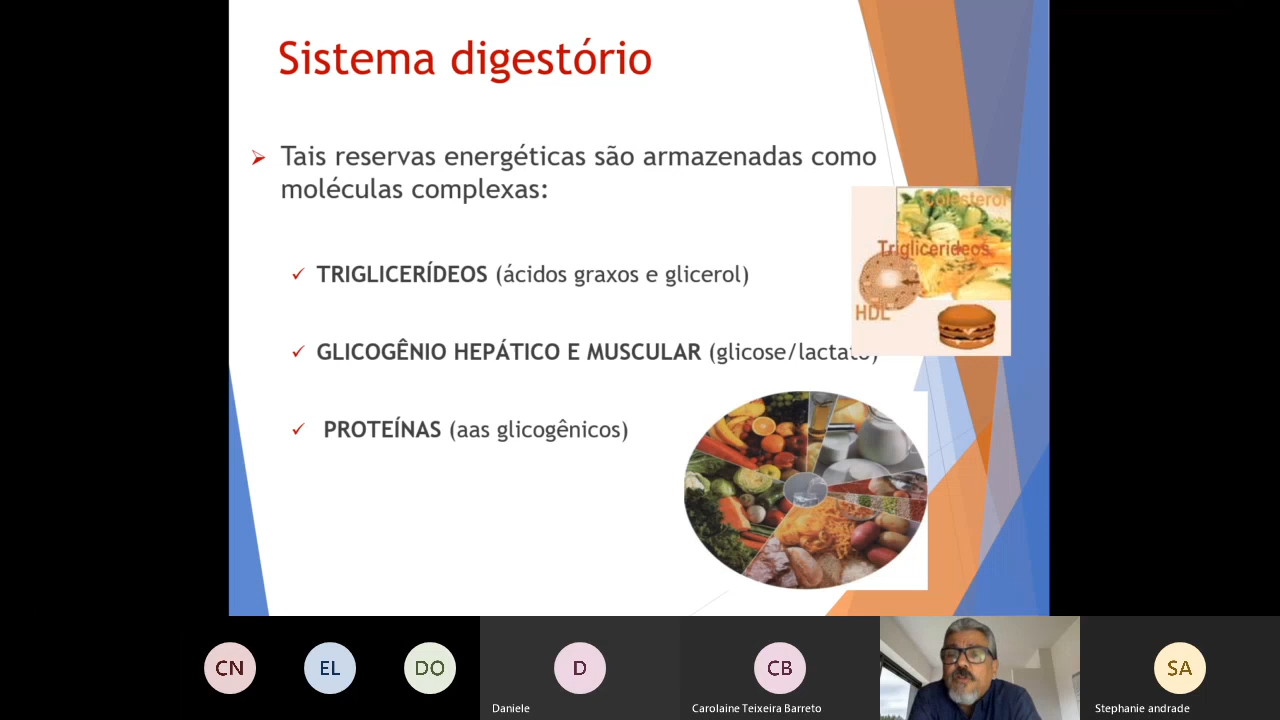 Sistema digestório
Tais reservas energéticas são armazenadas como
moléculas complexas:
Colesterol
Triglicerídeos
TRIGLICERÍDEOS (ácidos graxos e glicerol)
HDL
GLICOGÊNIO HEPÁTICO E MUSCULAR (glicose/lactato)
PROTEÍNAS (aas glicogênicos)
CN
EL
DO
D
CB
SA
Daniele
Carolaine Teixeira Barreto
Stephanie andrade